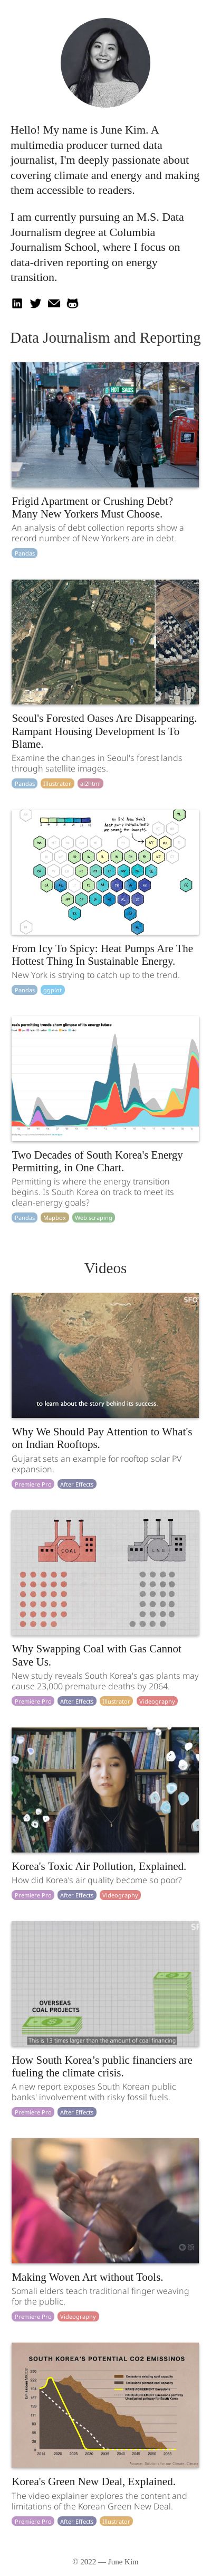 Hello! My name is June Kim. A
multimedia producer turned data
journalist, I'm deeply passionate about
covering climate and energy and making
them accessible to readers.
I am currently pursuing an M.S. Data
Journalism degree at Columbia
Journalism School, where I focus on
data-driven reporting on energy
transition.
Data Journalism and Reporting
HOT SALES
Frigid Apartment or Crushing Debt?
Many New Yorkers Must Choose.
An analysis of debt collection reports show a
record number of New Yorkers are in debt.
Pandas
Seoul's Forested Oases Are Disappearing.
Rampant Housing Development Is To
Blame.
Examine the changes in Seoul's forest lands
through satellite images.
Pandas Illustrator ai2html
From Icy To Spicy: Heat Pumps Are The
Hottest Thing In Sustainable Energy.
New York is strying to catch up to the trend.
Pandas ggplot
rea's permitting trends show glimpses of its energy future
Two Decades of South Korea's Energy
Permitting, in One Chart.
Permitting is where the energy transition
begins. Is South Korea on track to meet its
clean-energy goals?
Pandas Mapbox Web scraping
Videos
SFO
to learn about the story behind its success.
Why We Should Pay Attention to What's
on Indian Rooftops.
Gujarat sets an example for rooftop solar PV
expansion.
Premiere Pro After Effects
COAL LNG
Why Swapping Coal with Gas Cannot
Save Us.
New study reveals South Korea's gas plants may
cause 23,000 premature deaths by 2064.
Premiere Pro After Effects Illustrator Videography
Korea's Toxic Air Pollution, Explained.
How did Korea's air quality become so poor?
Premiere Pro After Effects Videography
SF
OVERSEAS
COAL PROJECTS
This is 13 times larger than the amount of coal financing
How South Korea’s public financiers are
fueling the climate crisis.
A new report exposes South Korean public
banks' involvement with risky fossil fuels.
Premiere Pro After Effects
Making Woven Art without Tools.
Somali elders teach traditional finger weaving
for the public.
Premiere Pro Videography
SOUTH KOREA'S POTENTIAL CO2 EMISSINOS
Korea's Green New Deal, Explained.
The video explorer explores the content and
limitations of the Korean Green New Deal.
Premiere Pro After Effects Illustrator
© 2022 — June Kim